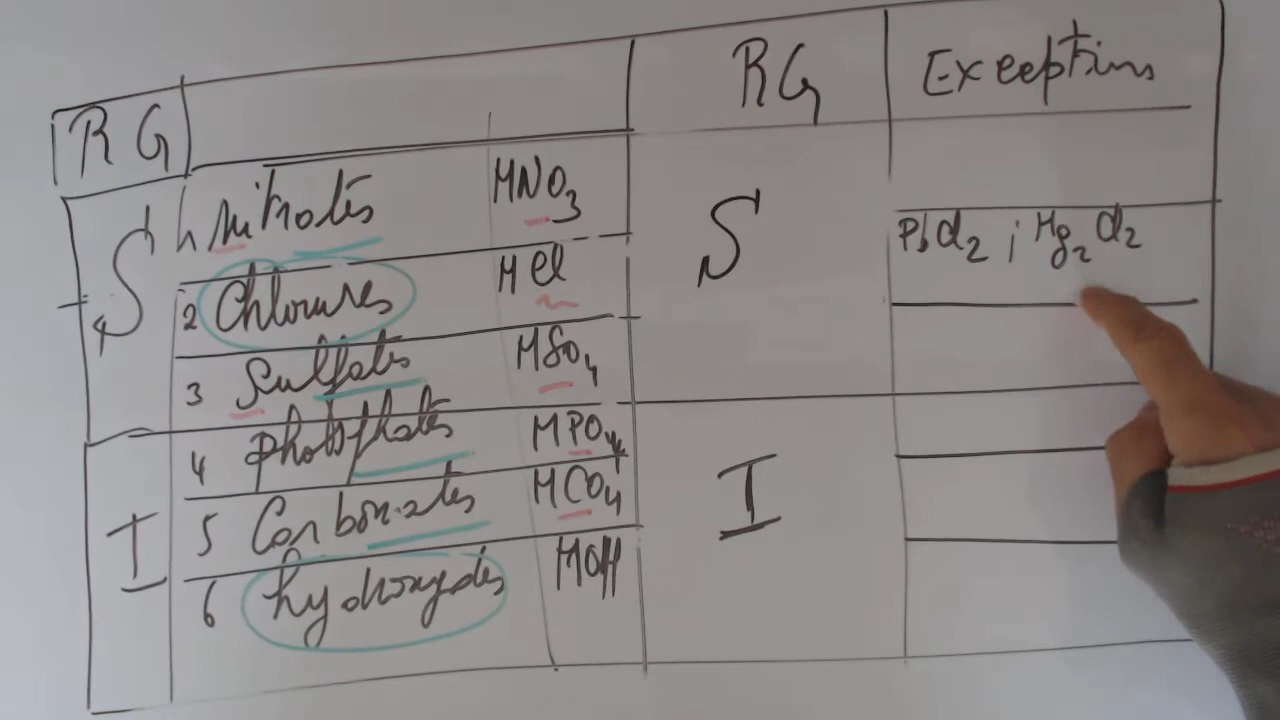 RG RG Exceptions
S 1 nitrates MNO3 S
2 Chlorures MCl PbCl2 ; Hg2Cl2
3 Sulfates MSO4
I 4 phosphates MPO4 I
5 Carbonates MCO4
6 hydroxydes MOH